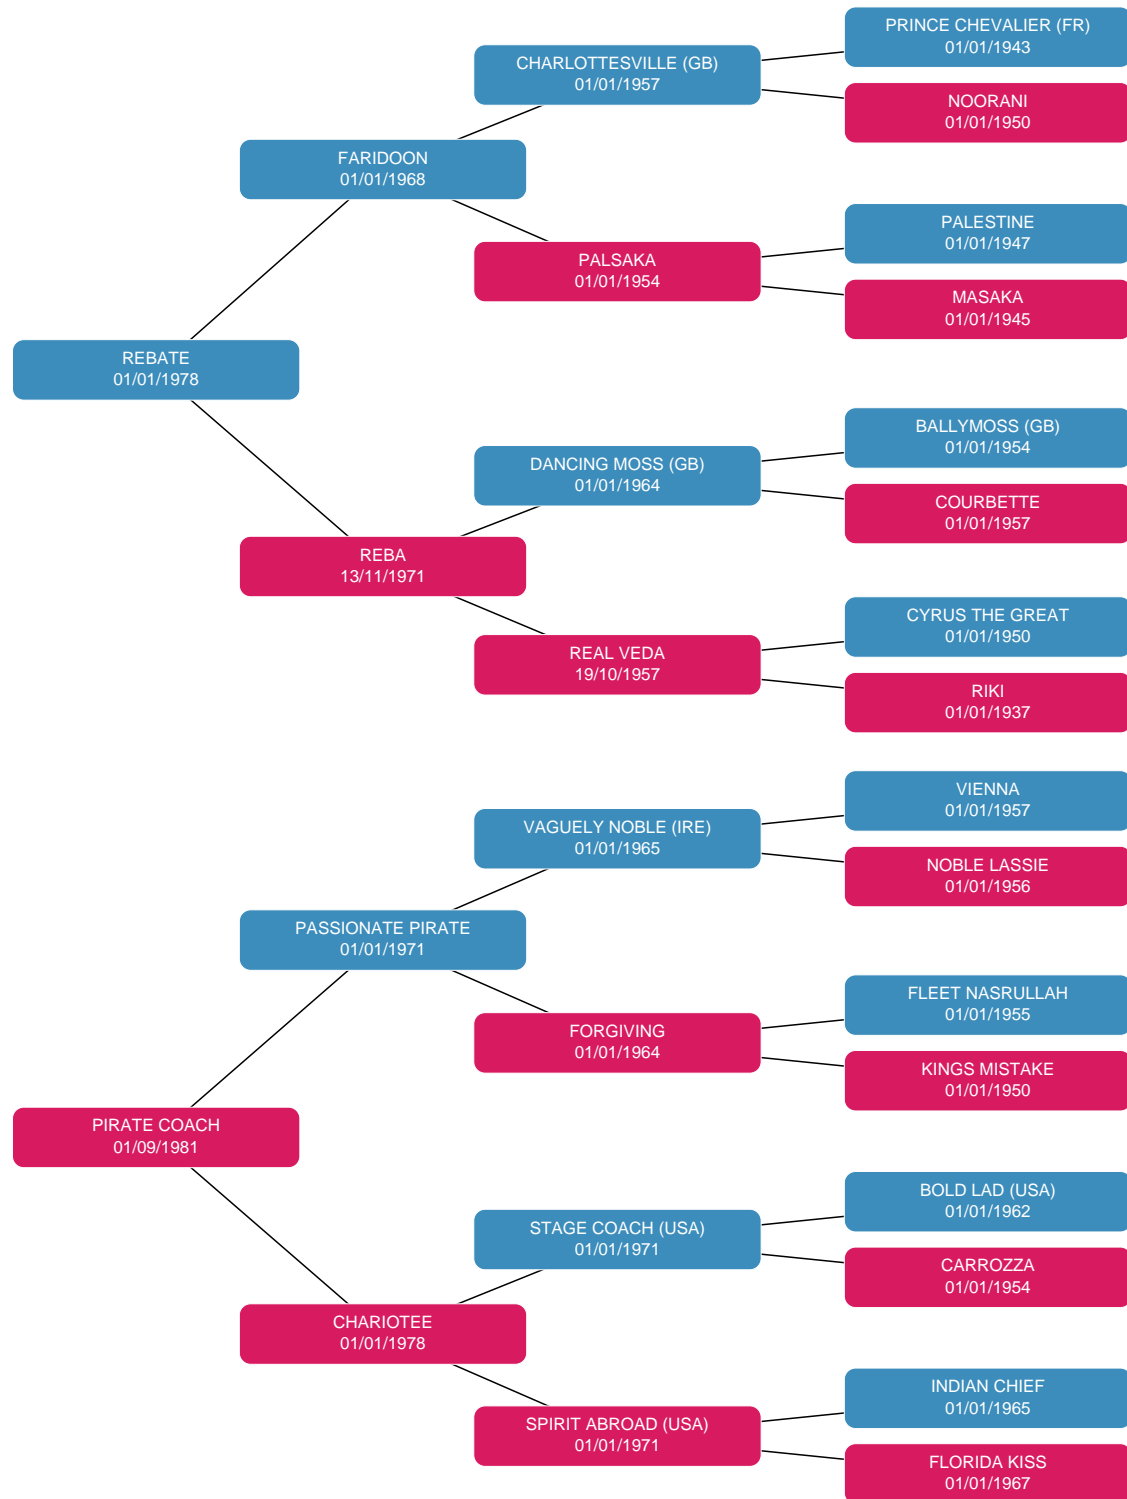 PRINCE CHEVALIER (FR)
01/01/1943
CHARLOTTESVILLE (GB)
01/01/1957
NOORANI
01/01/1950
FARIDOON
01/01/1968
PALESTINE
01/01/1947
PALSAKA
01/01/1954
MASAKA
01/01/1945
REBATE
01/01/1978
BALLYMOSS (GB)
01/01/1954
DANCING MOSS (GB)
01/01/1964
COURBETTE
01/01/1957
REBA
13/11/1971
CYRUS THE GREAT
01/01/1950
REAL VEDA
19/10/1957
RIKI
01/01/1937
VIENNA
01/01/1957
VAGUELY NOBLE (IRE)
01/01/1965
NOBLE LASSIE
01/01/1956
PASSIONATE PIRATE
01/01/1971
FLEET NASRULLAH
01/01/1955
FORGIVING
01/01/1964
KINGS MISTAKE
01/01/1950
PIRATE COACH
01/09/1981
BOLD LAD (USA)
01/01/1962
STAGE COACH (USA)
01/01/1971
CARROZZA
01/01/1954
CHARIOTEE
01/01/1978
INDIAN CHIEF
01/01/1965
SPIRIT ABROAD (USA)
01/01/1971
FLORIDA KISS
01/01/1967